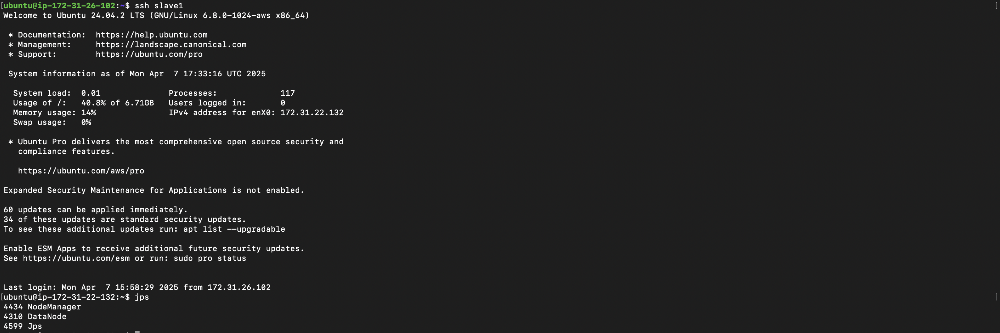 [ubuntu@ip-172-31-26-102:~$ ssh slave1 ]
Welcome to Ubuntu 24.04.2 LTS (GNU/Linux 6.8.0-1024-aws x86_64)
* Documentation: https://help.ubuntu.com
* Management: https://landscape.canonical.com
* Support: https://ubuntu.com/pro
System information as of Mon Apr 7 17:33:16 UTC 2025
System load: 0.01 Processes: 117
Usage of /: 40.8% of 6.71GB Users logged in: 0
Memory usage: 14% IPv4 address for enX0: 172.31.22.132
Swap usage: 0%
* Ubuntu Pro delivers the most comprehensive open source security and
compliance features.
https://ubuntu.com/aws/pro
Expanded Security Maintenance for Applications is not enabled.
60 updates can be applied immediately.
34 of these updates are standard security updates.
To see these additional updates run: apt list --upgradable
Enable ESM Apps to receive additional future security updates.
See https://ubuntu.com/esm or run: sudo pro status
Last login: Mon Apr 7 15:58:29 2025 from 172.31.26.102
[ubuntu@ip-172-31-22-132:~$ jps ]
4434 NodeManager
4310 DataNode
4599 Jps